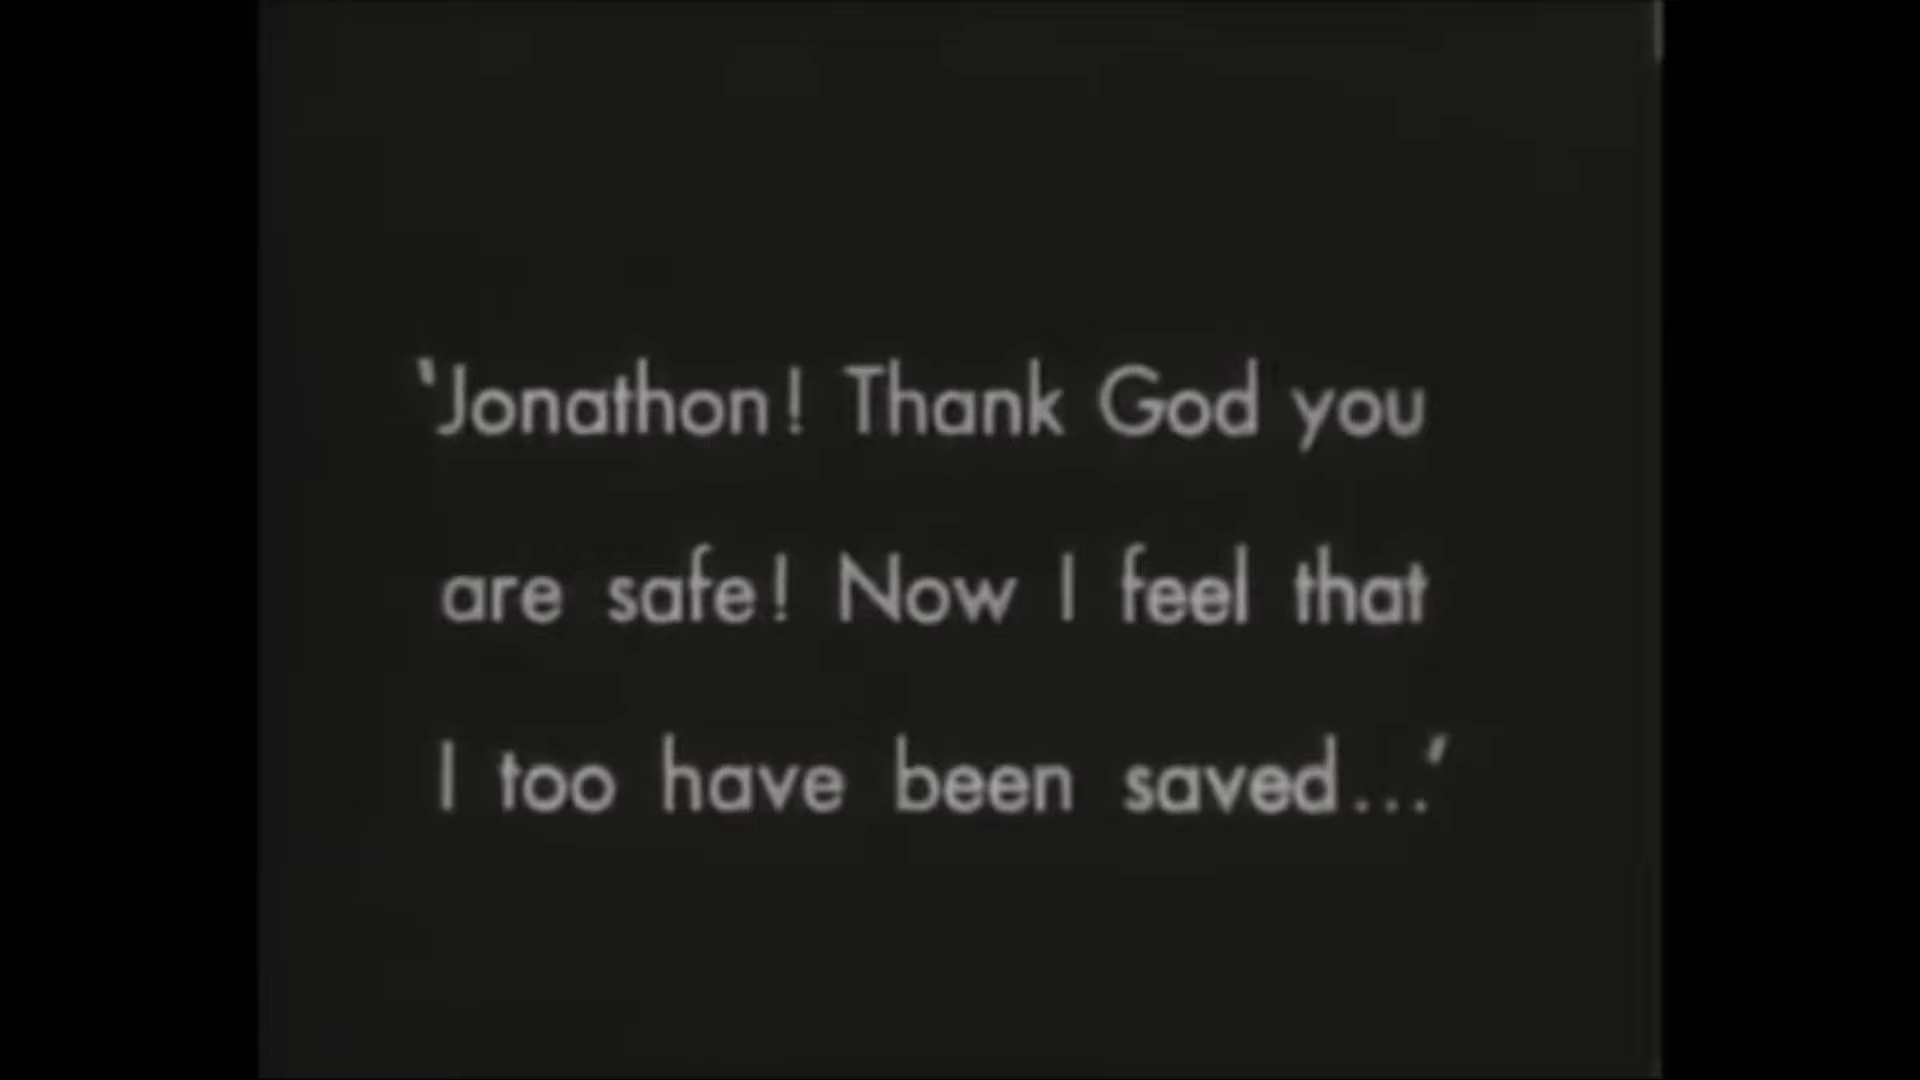 ‘Jonathon! Thank God you
are safe! Now I feel that
I too have been saved...’